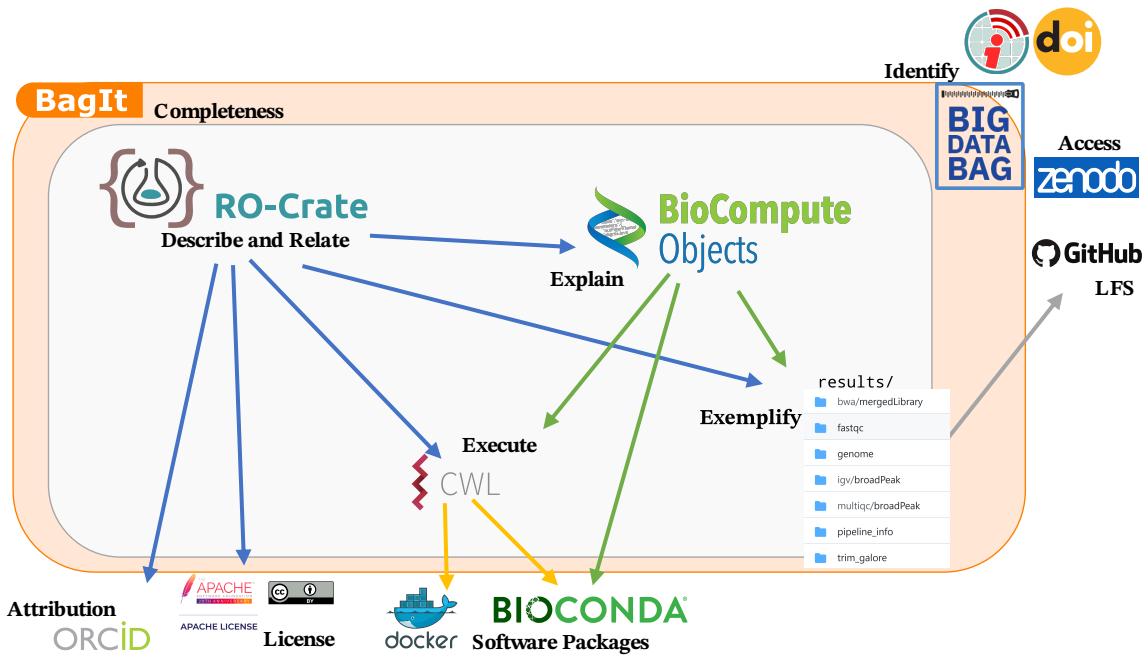 doi
Identify
BagIt
Completeness
BIG
DATA
BAG
Access
zenodo
RO-Crate
Describe and Relate
BioCompute
Objects
Explain
GitHub
LFS
results/
bwa/mergedLibrary
Exemplify
fastqc
Execute
genome
CWL
igv/broadPeak
multiqc/broadPeak
pipeline_info
trim_galore
APACHE
cc
BY
Attribution
ORCID
APACHE LICENSE
License
docker
BIOCONDA
Software Packages